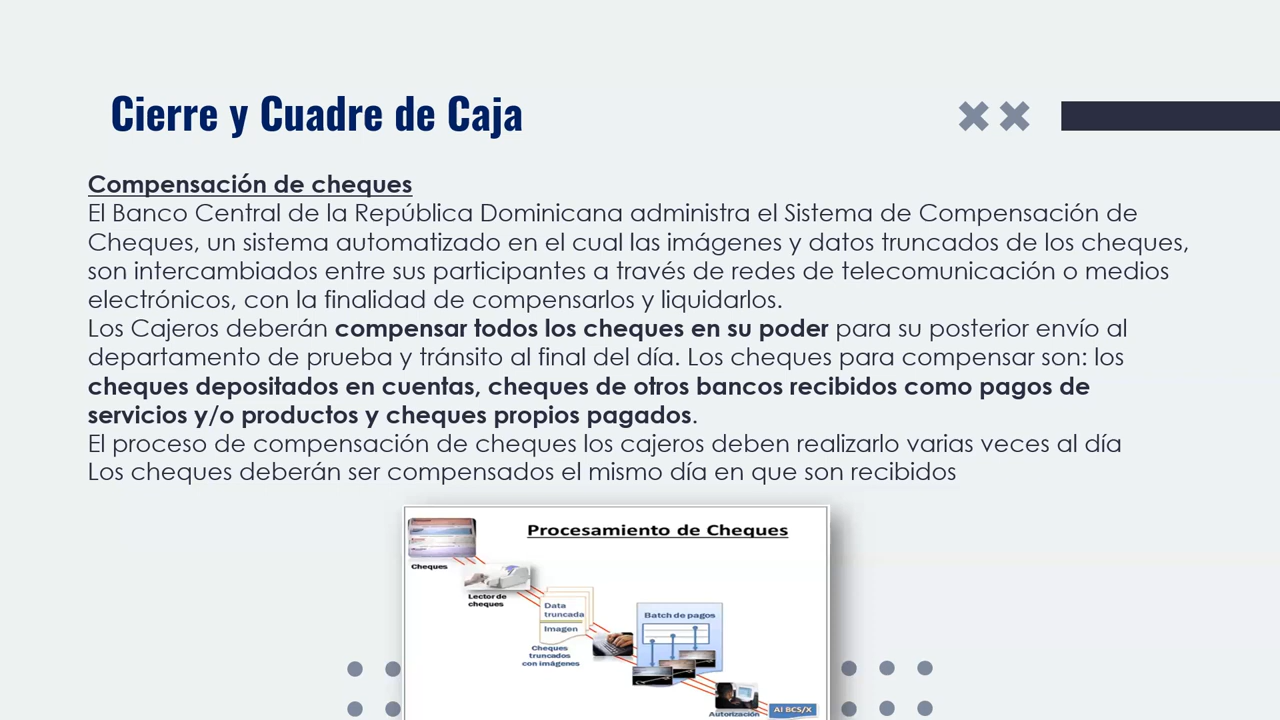 Cierre y Cuadre de Caja
Compensación de cheques
El Banco Central de la República Dominicana administra el Sistema de Compensación de
Cheques, un sistema automatizado en el cual las imágenes y datos truncados de los cheques,
son intercambiados entre sus participantes a través de redes de telecomunicación o medios
electrónicos, con la finalidad de compensarlos y liquidarlos.
Los Cajeros deberán compensar todos los cheques en su poder para su posterior envío al
departamento de prueba y tránsito al final del día. Los cheques para compensar son: los
cheques depositados en cuentas, cheques de otros bancos recibidos como pagos de
servicios y/o productos y cheques propios pagados.
El proceso de compensación de cheques los cajeros deben realizarlo varias veces al día
Los cheques deberán ser compensados el mismo día en que son recibidos
Procesamiento de Cheques
Cheques
Lector de
cheques
Data
truncada
Imagen
Cheques
truncados
con imágenes
Batch de pagos
Autorización
Al BCS/X